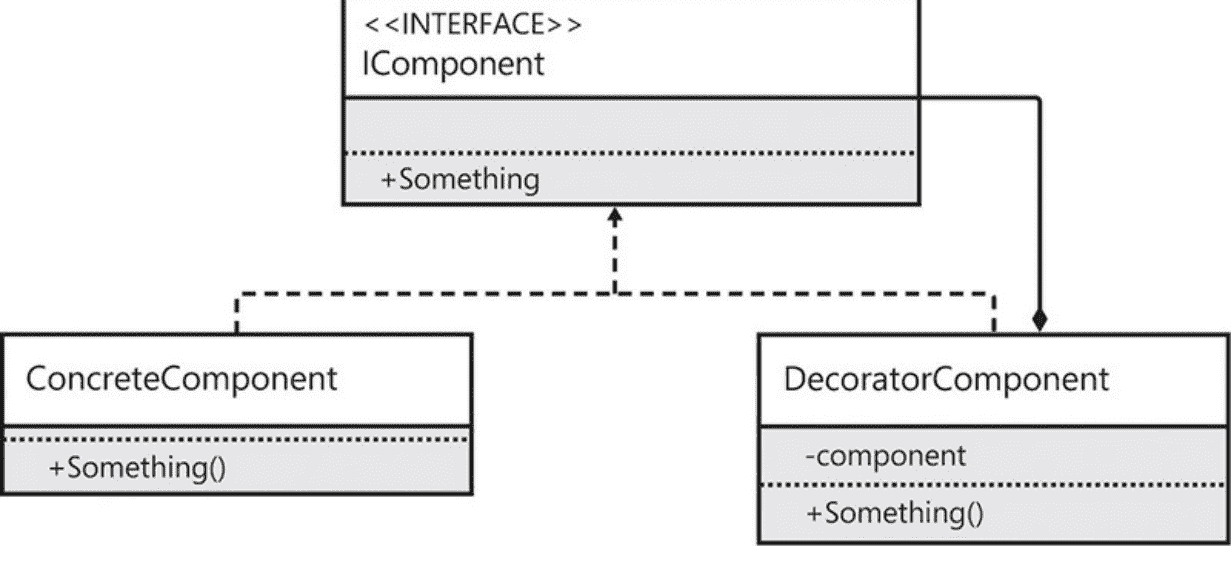 <<INTERFACE>>
IComponent
+Something
ConcreteComponent
+Something()
DecoratorComponent
-component
+Something()